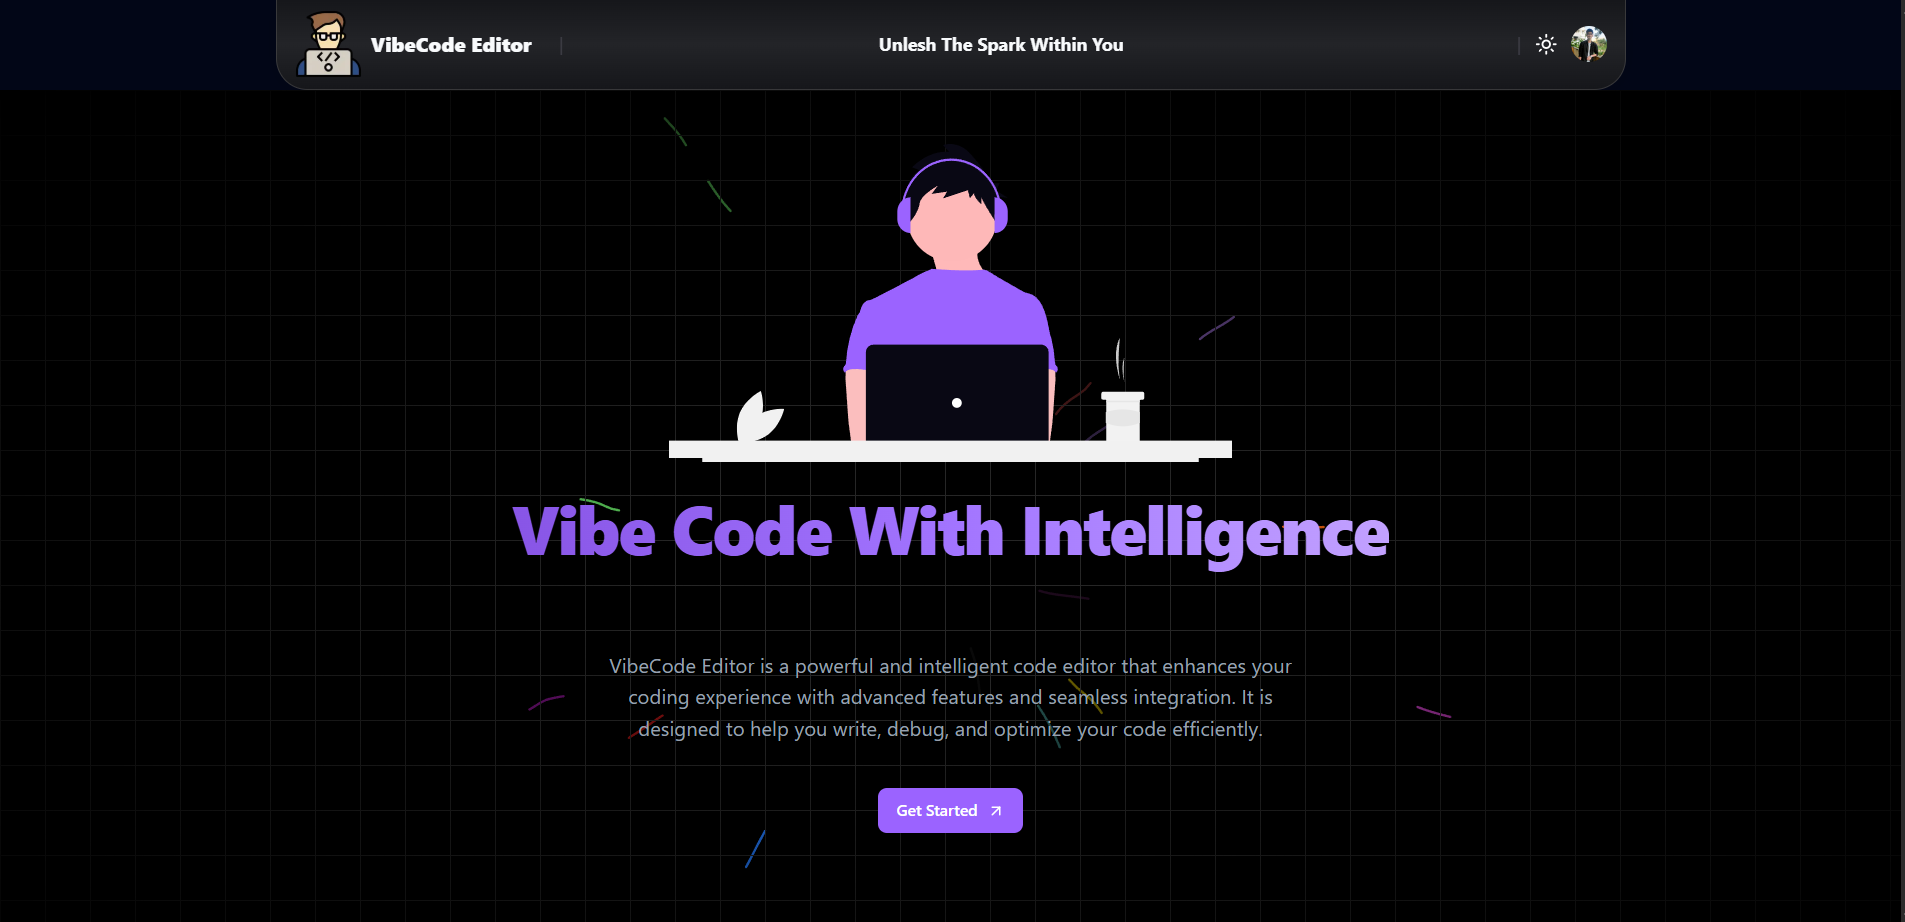 VibeCode Editor
Unlesh The Spark Within You
</>
Vibe Code With Intelligence
VibeCode Editor is a powerful and intelligent code editor that enhances your
coding experience with advanced features and seamless integration. It is
designed to help you write, debug, and optimize your code efficiently.
Get Started